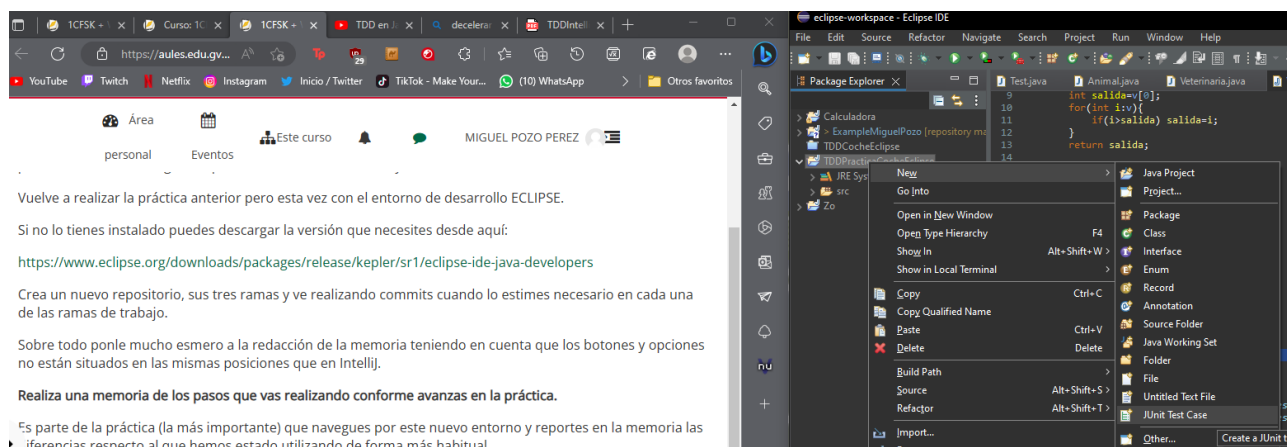 1CFSK +
Curso: 1C
1CFSK +
TDD en J
decelerar
TDDIntell
https://aules.edu.gv...
29
YouTube
Twitch
Netflix
Instagram
Inicio / Twitter
TikTok - Make Your...
(10) WhatsApp
Otros favoritos
Área
personal
Eventos
Este curso
MIGUEL POZO PEREZ
Vuelve a realizar la práctica anterior pero esta vez con el entorno de desarrollo ECLIPSE.
Si no lo tienes instalado puedes descargar la versión que necesites desde aquí:
https://www.eclipse.org/downloads/packages/release/kepler/sr1/eclipse-ide-java-developers
Crea un nuevo repositorio, sus tres ramas y ve realizando commits cuando lo estimes necesario en cada una
de las ramas de trabajo.
Sobre todo ponle mucho esmero a la redacción de la memoria teniendo en cuenta que los botones y opciones
no están situados en las mismas posiciones que en IntelliJ.
Realiza una memoria de los pasos que vas realizando conforme avanzas en la práctica.
Es parte de la práctica (la más importante) que navegues por este nuevo entorno y reportes en la memoria las
diferencias respecto al que hemos estado utilizando de forma más habitual.
eclipse-workspace - Eclipse IDE
File Edit Source Refactor Navigate Search Project Run Window Help
Package Explorer
Test.java
Animal.java
Veterinaria.java
Calculadora
> ExampleMiguelPozo [repository ma
TDDCocheEclipse
TDDPracticaCocheEclipse
JRE Sys
src
Zo
9 int salida=v[0];
10 for(int i:v){
11 if(i>salida) salida=i;
12 }
13 return salida;
14
New
Go Into
Open in New Window
Open Type Hierarchy F4
Show In Alt+Shift+W >
Show in Local Terminal
Copy Ctrl+C
Copy Qualified Name
Paste Ctrl+V
Delete Delete
Build Path
Source Alt+Shift+S >
Refactor Alt+Shift+T >
Import...
Java Project
Project...
Package
Class
Interface
Enum
Record
Annotation
Source Folder
Java Working Set
Folder
File
Untitled Text File
JUnit Test Case
Other...
Create a JUnit